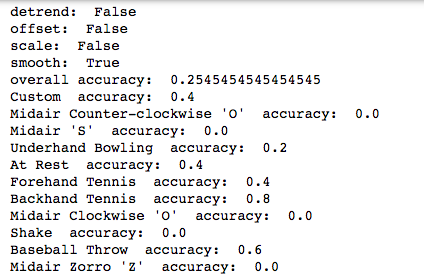 detrend:  False
offset:  False
scale:  False
smooth:  True
overall accuracy:  0.2545454545454545
Custom  accuracy:  0.4
Midair Counter-clockwise 'O'  accuracy:  0.0
Midair 'S'  accuracy:  0.0
Underhand Bowling  accuracy:  0.2
At Rest  accuracy:  0.4
Forehand Tennis  accuracy:  0.4
Backhand Tennis  accuracy:  0.8
Midair Clockwise 'O'  accuracy:  0.0
Shake  accuracy:  0.0
Baseball Throw  accuracy:  0.6
Midair Zorro 'Z'  accuracy:  0.0